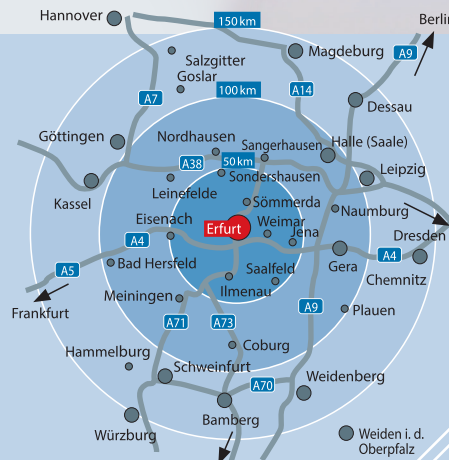 Hannover
150 km
Berlin
Salzgitter
Goslar
Magdeburg
A9
A7
100 km
A14
Dessau
Göttingen
Nordhausen
Sangerhausen
Halle (Saale)
A38
50 km
Sondershausen
Leipzig
Kassel
Leinefelde
Sömmerda
Naumburg
Eisenach
Erfurt
Weimar
Jena
Dresden
A4
Gera
A4
A5
Bad Hersfeld
Saalfeld
Chemnitz
Meiningen
Ilmenau
A9
Plauen
Frankfurt
A71
A73
Hammelburg
Coburg
Schweinfurt
A70
Weidenberg
Würzburg
Bamberg
Weiden i. d.
Oberpfalz